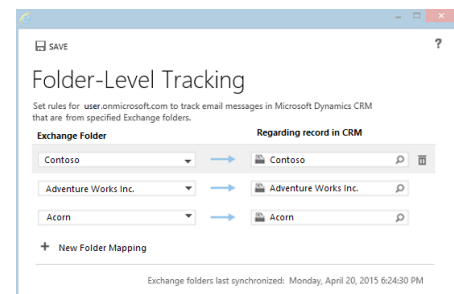 SAVE
?
Folder-Level Tracking
Set rules for user.onmicrosoft.com to track email messages in Microsoft Dynamics CRM
that are from specified Exchange folders.
Exchange Folder Regarding record in CRM
Contoso Contoso
Adventure Works Inc. Adventure Works Inc.
Acorn Acorn
+ New Folder Mapping
Exchange folders last synchronized: Monday, April 20, 2015 6:24:30 PM